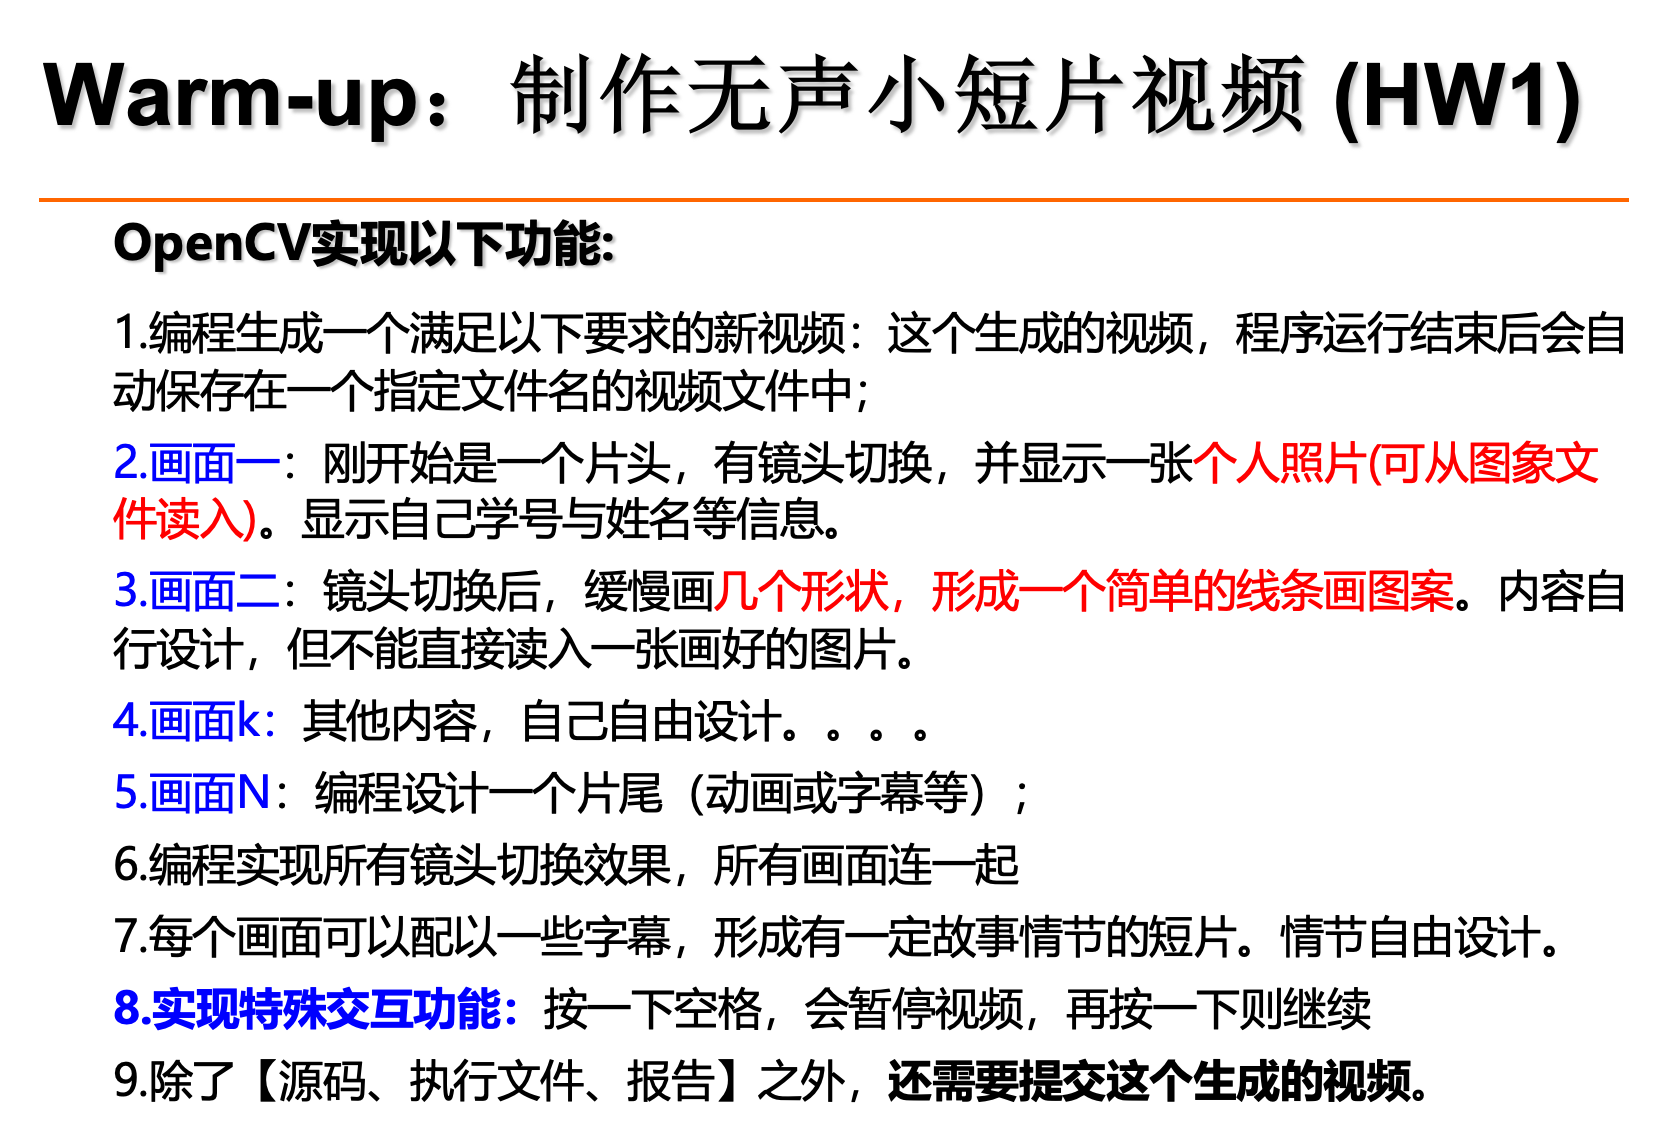 Warm-up：制作无声小短片视频 (HW1)
OpenCV实现以下功能:
1.编程生成一个满足以下要求的新视频：这个生成的视频，程序运行结束后会自
动保存在一个指定文件名的视频文件中；
2.画面一：刚开始是一个片头，有镜头切换，并显示一张个人照片(可从图象文
件读入)。显示自己学号与姓名等信息。
3.画面二：镜头切换后，缓慢画几个形状，形成一个简单的线条画图案。内容自
行设计，但不能直接读入一张画好的图片。
4.画面k：其他内容，自己自由设计。。。。
5.画面N：编程设计一个片尾（动画或字幕等）；
6.编程实现所有镜头切换效果，所有画面连一起
7.每个画面可以配以一些字幕，形成有一定故事情节的短片。情节自由设计。
8.实现特殊交互功能：按一下空格，会暂停视频，再按一下则继续
9.除了【源码、执行文件、报告】之外，还需要提交这个生成的视频。